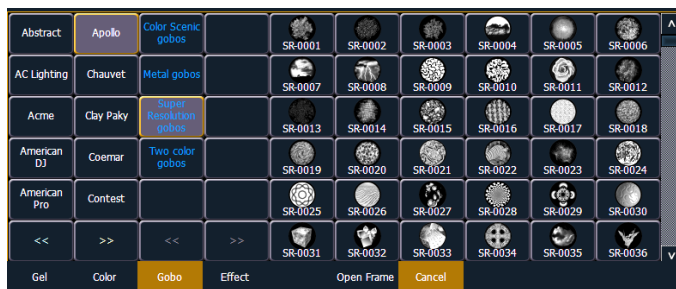 Abstract Apollo Color Scenic gobos SR-0001 SR-0002 SR-0003 SR-0004 SR-0005 SR-0006 ^
AC Lighting Chauvet Metal gobos SR-0007 SR-0008 SR-0009 SR-0010 SR-0011 SR-0012
Acme Clay Paky Super Resolution gobos SR-0013 SR-0014 SR-0015 SR-0016 SR-0017 SR-0018
American DJ Coemar Two color gobos SR-0019 SR-0020 SR-0021 SR-0022 SR-0023 SR-0024
American Pro Contest SR-0025 SR-0026 SR-0027 SR-0028 SR-0029 SR-0030
<< >> << >> SR-0031 SR-0032 SR-0033 SR-0034 SR-0035 SR-0036 v
Gel Color Gobo Effect Open Frame Cancel